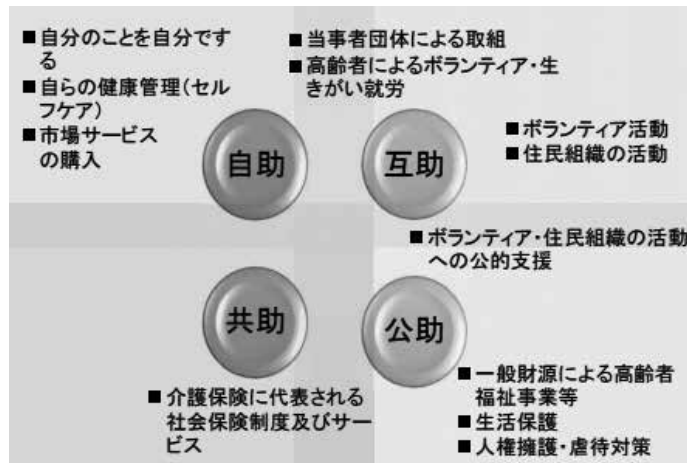 ■自分のことを自分です
る
■自らの健康管理(セル
フケア)
■市場サービス
の購入
■当事者団体による取組
■高齢者によるボランティア・生
きがい就労
自助
互助
■ボランティア活動
■住民組織の活動
■ボランティア・住民組織の活動
への公的支援
共助
公助
■介護保険に代表される
社会保険制度及びサー
ビス
■一般財源による高齢者
福祉事業等
■生活保護
■人権擁護・虐待対策